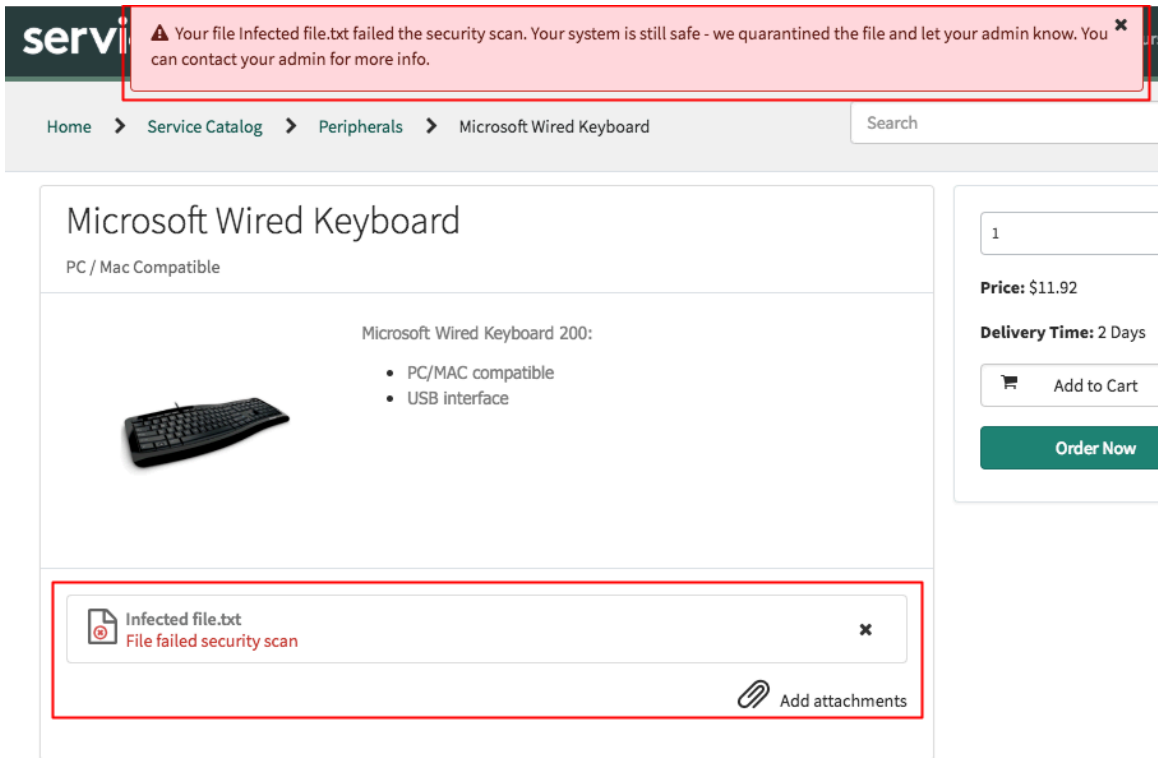 servi
Your file Infected file.txt failed the security scan. Your system is still safe - we quarantined the file and let your admin know. You
can contact your admin for more info.
Home > Service Catalog > Peripherals > Microsoft Wired Keyboard
Search
Microsoft Wired Keyboard
PC / Mac Compatible
Microsoft Wired Keyboard 200:
• PC/MAC compatible
• USB interface
1
Price: $11.92
Delivery Time: 2 Days
Add to Cart
Order Now
Infected file.txt
File failed security scan
Add attachments